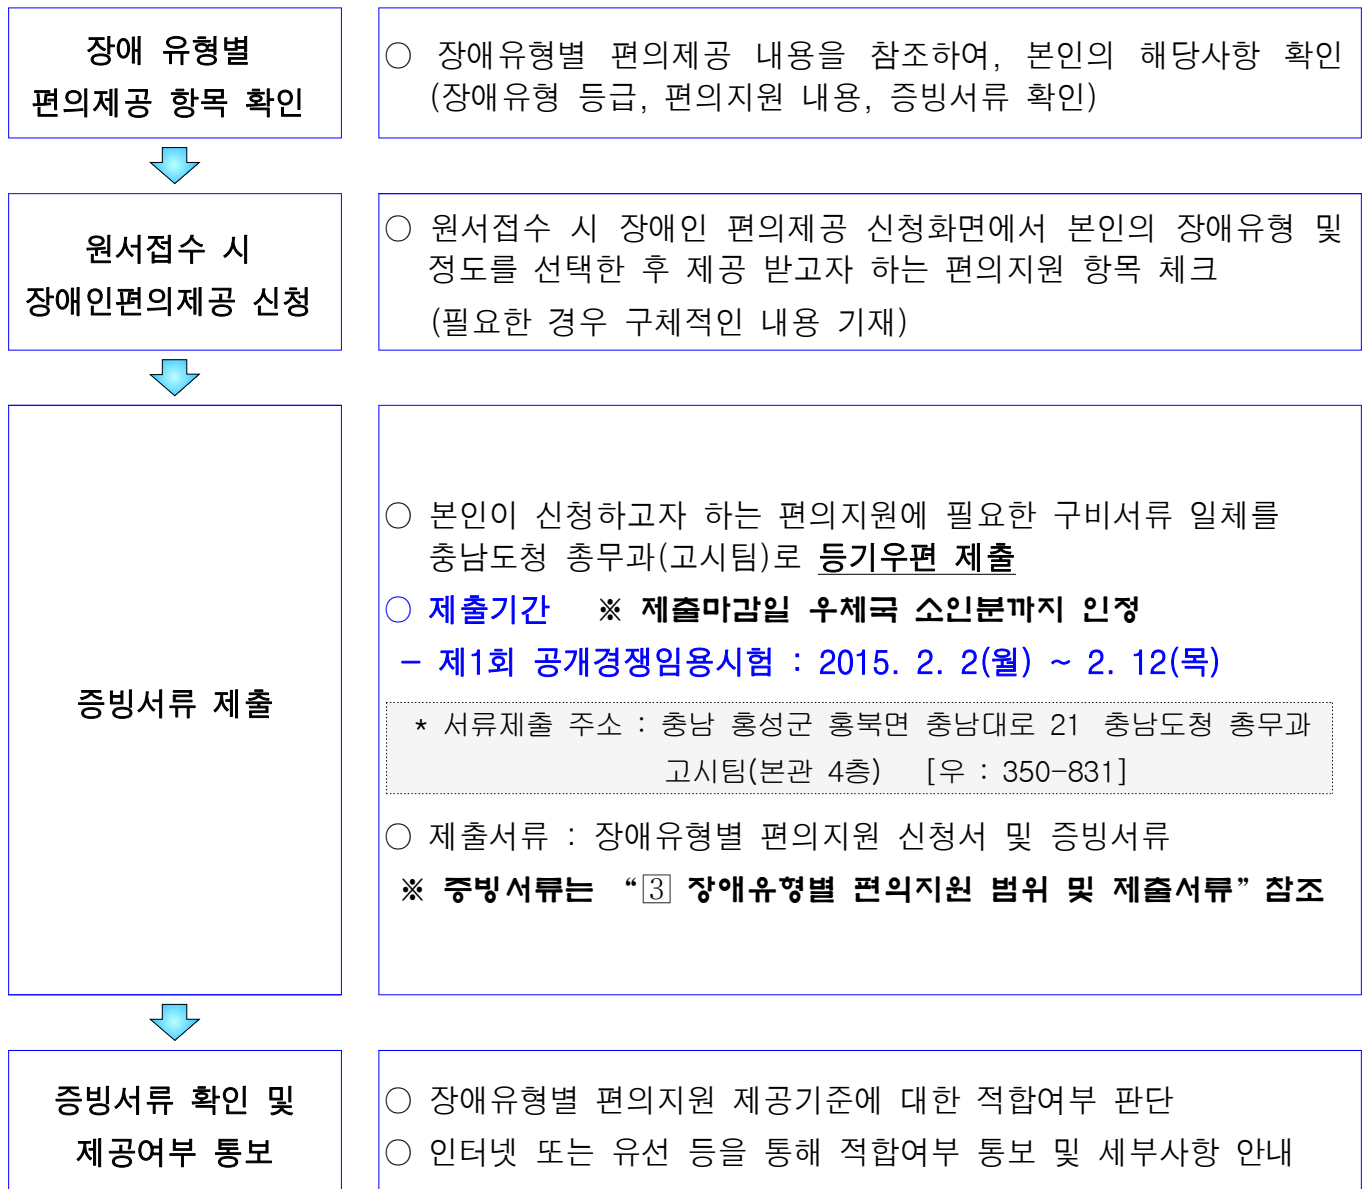 장애 유형별
편의제공 항목 확인
○ 장애유형별 편의제공 내용을 참조하여, 본인의 해당사항 확인
(장애유형 등급, 편의지원 내용, 증빙서류 확인)
원서접수 시
장애인편의제공 신청
○ 원서접수 시 장애인 편의제공 신청화면에서 본인의 장애유형 및
정도를 선택한 후 제공 받고자 하는 편의지원 항목 체크
(필요한 경우 구체적인 내용 기재)
증빙서류 제출
○ 본인이 신청하고자 하는 편의지원에 필요한 구비서류 일체를
충남도청 총무과(고시팀)로 등기우편 제출
○ 제출기간 ※ 제출마감일 우체국 소인분까지 인정
- 제1회 공개경쟁임용시험 : 2015. 2. 2(월) ~ 2. 12(목)
* 서류제출 주소 : 충남 홍성군 홍북면 충남대로 21 충남도청 총무과
고시팀(본관 4층) [우 : 350-831]
○ 제출서류 : 장애유형별 편의지원 신청서 및 증빙서류
※ 증빙서류는 “3 장애유형별 편의지원 범위 및 제출서류” 참조
증빙서류 확인 및
제공여부 통보
○ 장애유형별 편의지원 제공기준에 대한 적합여부 판단
○ 인터넷 또는 유선 등을 통해 적합여부 통보 및 세부사항 안내